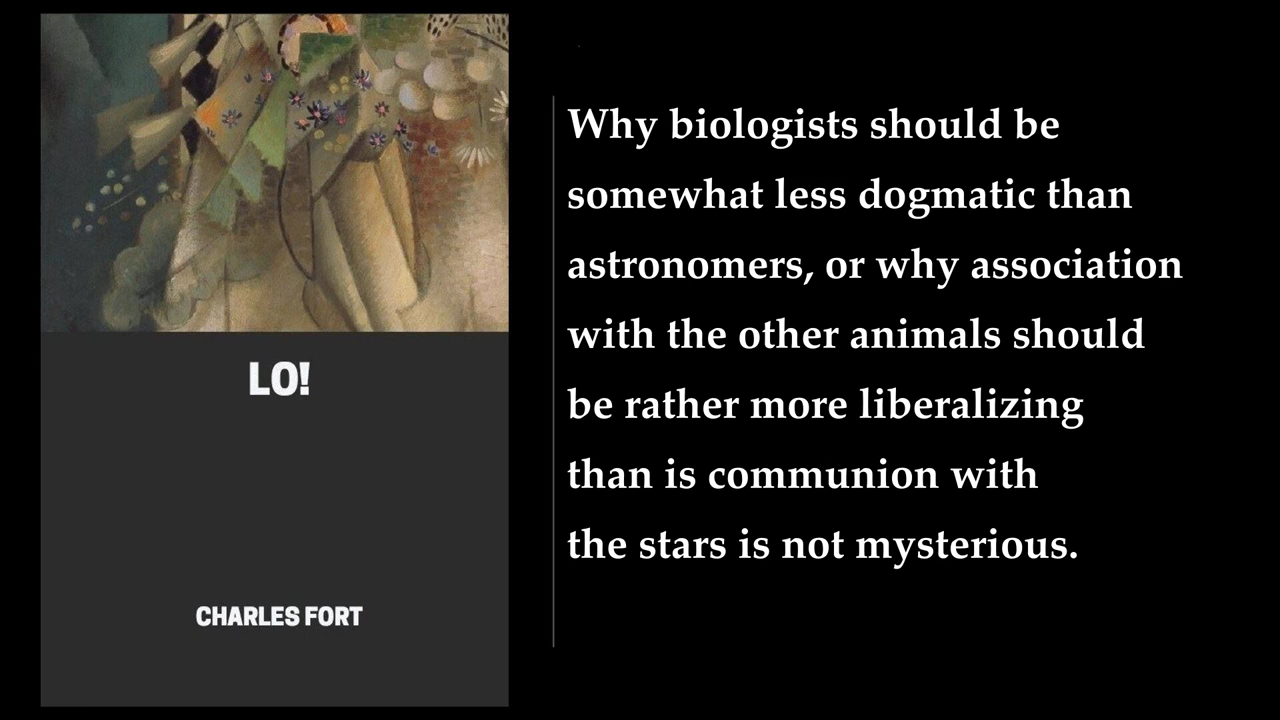 LO!
CHARLES FORT
Why biologists should be
somewhat less dogmatic than
astronomers, or why association
with the other animals should
be rather more liberalizing
than is communion with
the stars is not mysterious.